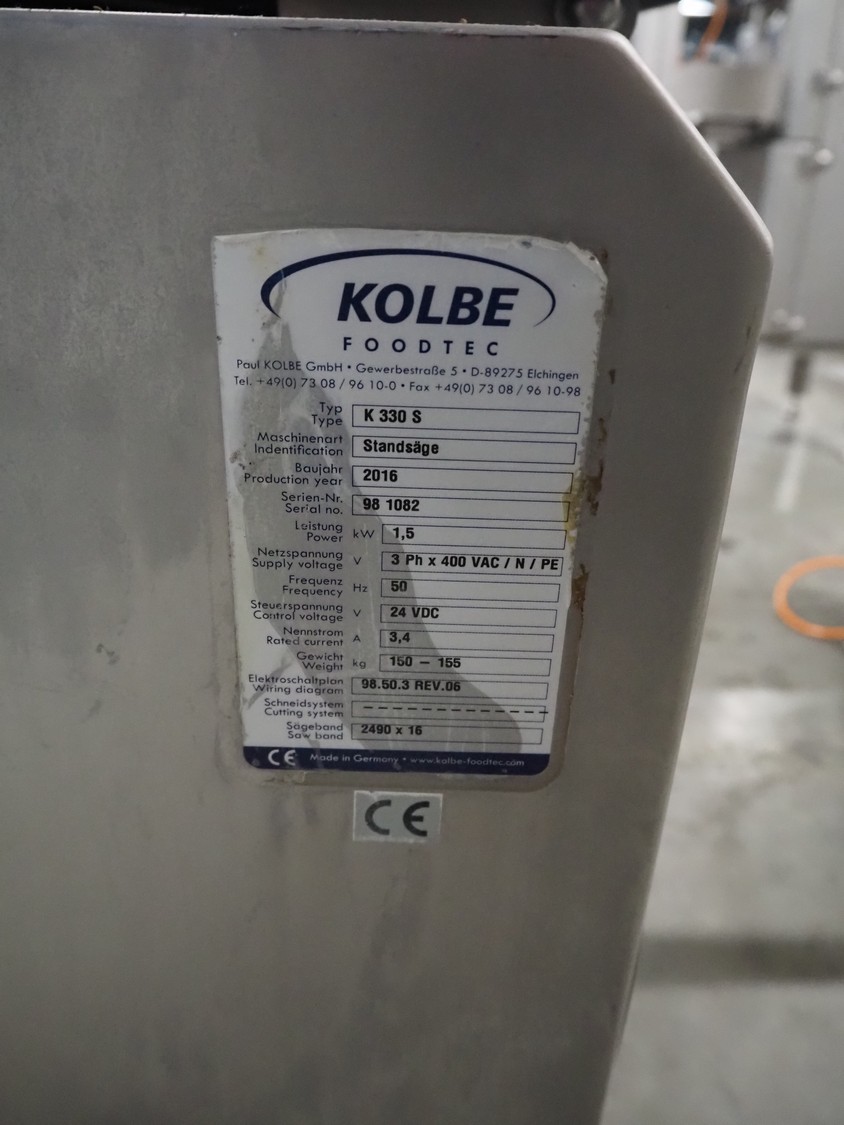 KOLBE
FOODTEC
Paul KOLBE GmbH • Gewerbestraße 5 • D-89275 Elchingen
Tel. +49(0) 73 08 / 96 10-0 • Fax +49(0) 73 08 / 96 10-98
Typ
Type K 330 S
Maschinenart
Indentification Standsäge
Baujahr
Production year 2016
Serien-Nr.
Serial no. 98 1082
Leistung
Power kW 1,5
Netzspannung
Supply voltage V 3 Ph x 400 VAC / N / PE
Frequenz
Frequency Hz 50
Steuerspannung
Control voltage V 24 VDC
Nennstrom
Rated current A 3,4
Gewicht
Weight kg 150 – 155
Elektroschaltplan
Wiring diagram 98.50.3 REV.06
Schneidsystem
Cutting system ----------------
Sägeband
Saw band 2490 x 16
CE Made in Germany • www.kolbe-foodtec.com
CE